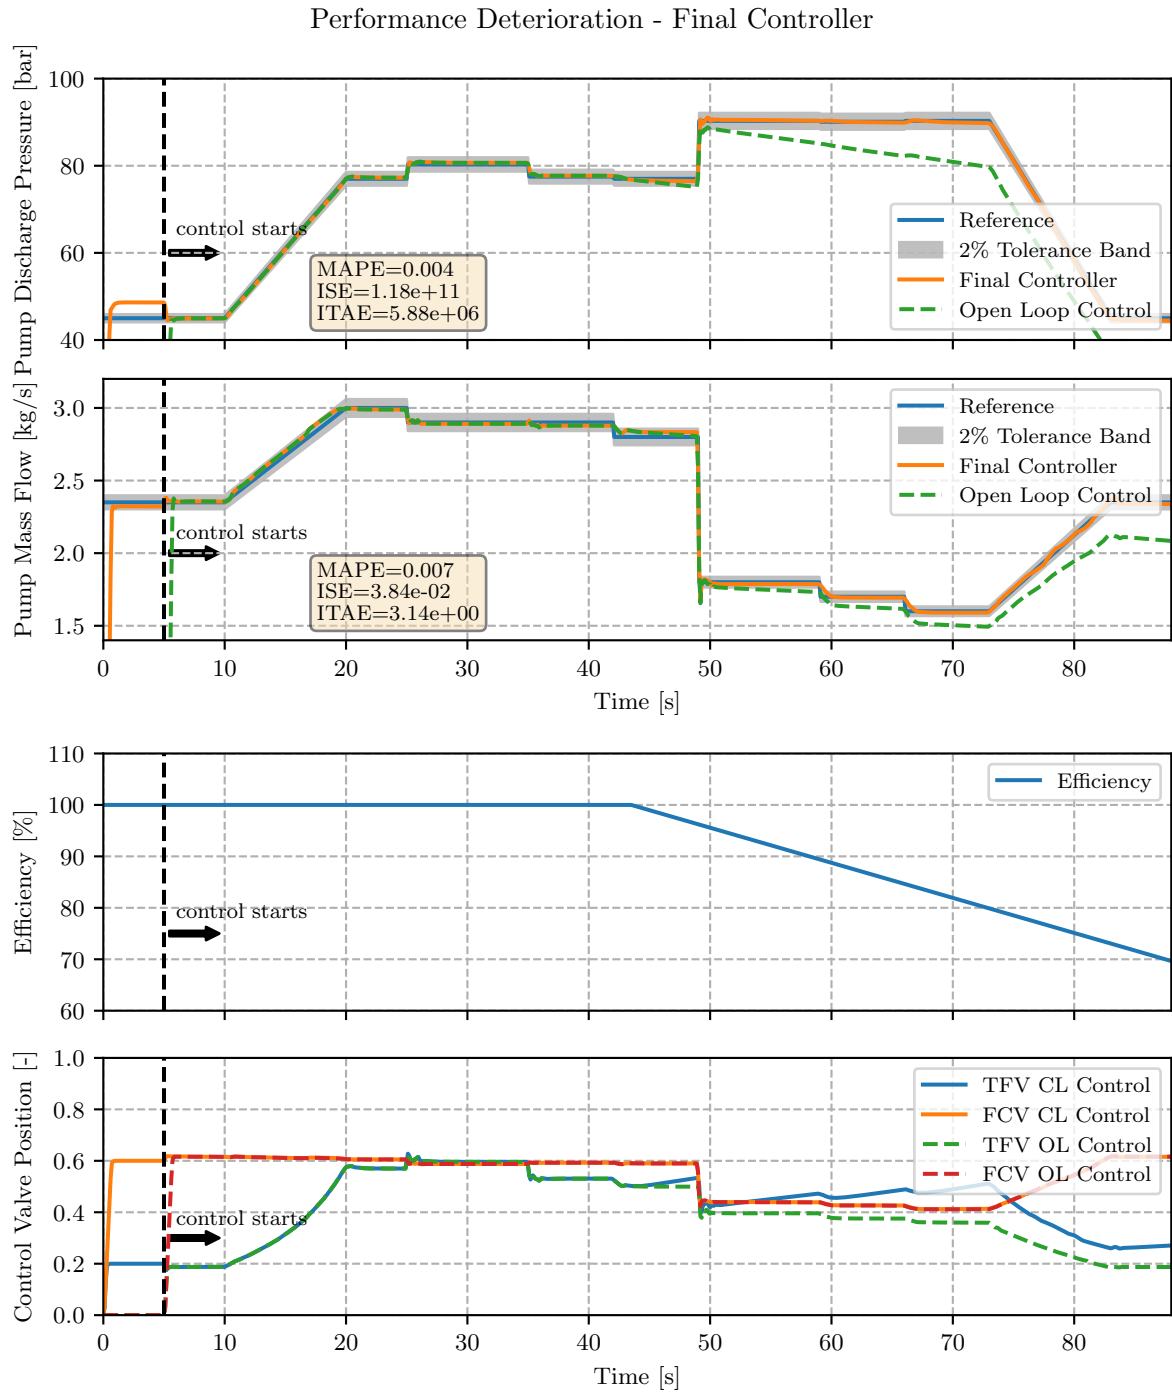 Performance Deterioration - Final Controller
Pump Discharge Pressure [bar]
100
80
60
40
control starts
MAPE=0.004
ISE=1.18e+11
ITAE=5.88e+06
Reference
2% Tolerance Band
Final Controller
Open Loop Control
Pump Mass Flow [kg/s]
3.0
2.5
2.0
1.5
control starts
MAPE=0.007
ISE=3.84e-02
ITAE=3.14e+00
Reference
2% Tolerance Band
Final Controller
Open Loop Control
0 10 20 30 40 50 60 70 80
Time [s]
Efficiency [%]
110
100
90
80
70
60
control starts
Efficiency
Control Valve Position [-]
1.0
0.8
0.6
0.4
0.2
0.0
control starts
TFV CL Control
FCV CL Control
TFV OL Control
FCV OL Control
0 10 20 30 40 50 60 70 80
Time [s]